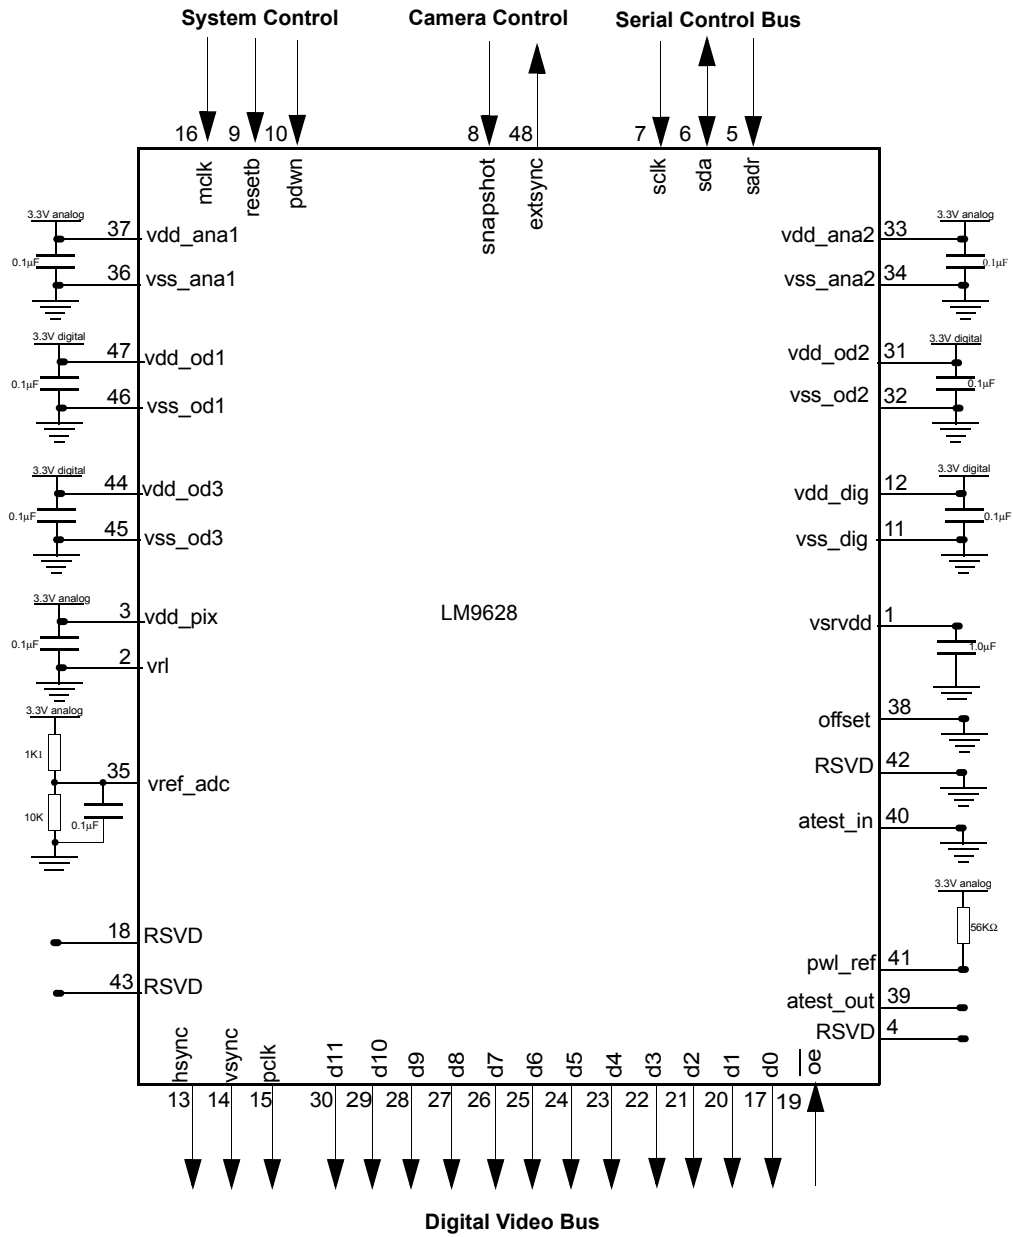 System Control
Camera Control
Serial Control Bus
16
9
10
8
48
7
6
5
mclk
resetb
pdwn
snapshot
extsync
sclk
sda
sadr
3.3V analog
37
vdd_ana1
0.1µF
36
vss_ana1
3.3V digital
47
vdd_od1
0.1µF
46
vss_od1
3.3V digital
44
vdd_od3
0.1µF
45
vss_od3
3.3V analog
3
vdd_pix
0.1µF
2
vrl
3.3V analog
1K1
35
vref_adc
10K
0.1µF
18
RSVD
43
RSVD
LM9628
3.3V analog
vdd_ana2
33
0.1µF
vss_ana2
34
3.3V digital
vdd_od2
31
0.1µF
vss_od2
32
3.3V digital
vdd_dig
12
0.1µF
vss_dig
11
vsrvdd
1
1.0µF
offset
38
RSVD
42
atest_in
40
3.3V analog
56KΩ
pwl_ref
41
atest_out
39
RSVD
4
hsync
vsync
pclk
d11
d10
d9
d8
d7
d6
d5
d4
d3
d2
d1
d0
oe
13
14
15
30
29
28
27
26
25
24
23
22
21
20
17
19
Digital Video Bus